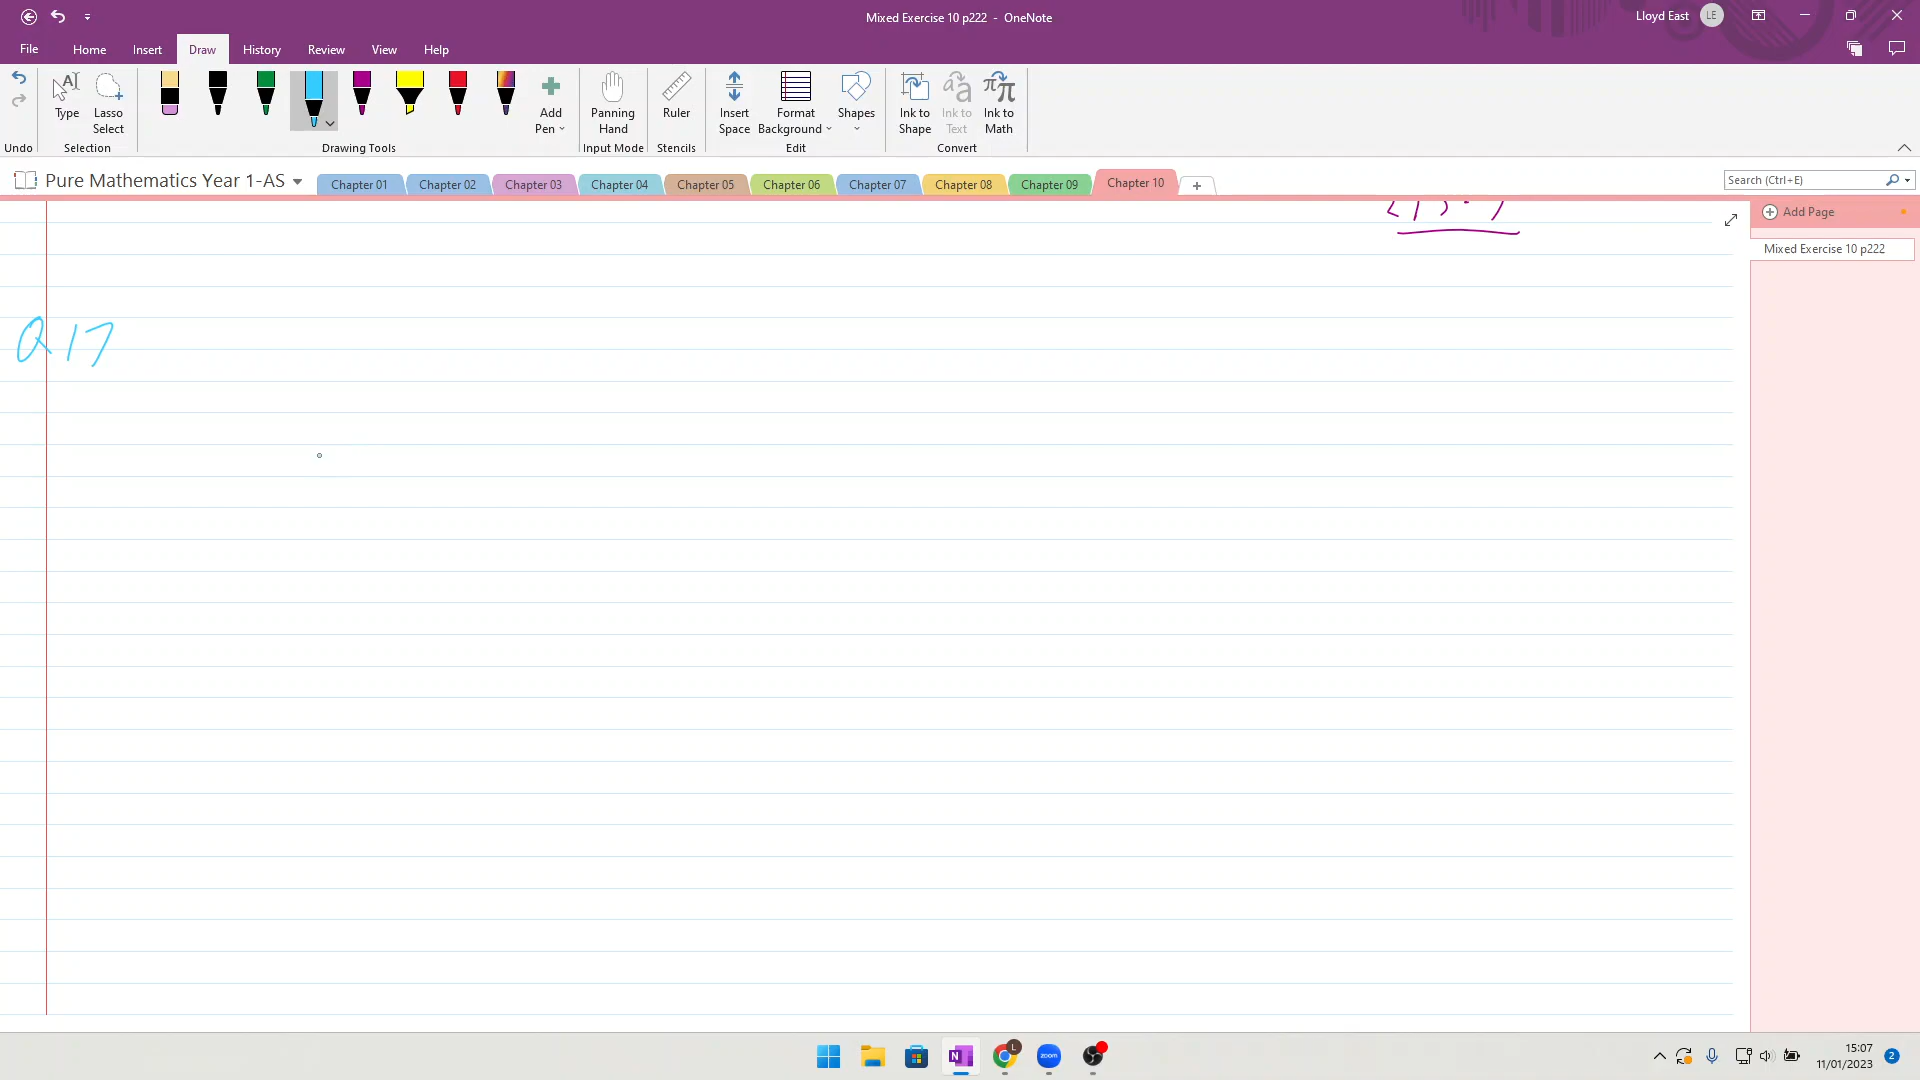 Mixed Exercise 10 p222 - OneNote
Lloyd East
LE
File
Home
Insert
Draw
History
Review
View
Help
Type
Lasso
Select
Add
Pen
Panning
Hand
Ruler
Insert
Space
Format
Background
Shapes
Ink to
Shape
Ink to
Text
Ink to
Math
Undo
Selection
Drawing Tools
Input Mode
Stencils
Edit
Convert
Pure Mathematics Year 1-AS
Chapter 01
Chapter 02
Chapter 03
Chapter 04
Chapter 05
Chapter 06
Chapter 07
Chapter 08
Chapter 09
Chapter 10
Search (Ctrl+E)
Add Page
Mixed Exercise 10 p222
Q17
L
zoom
15:07
11/01/2023
2